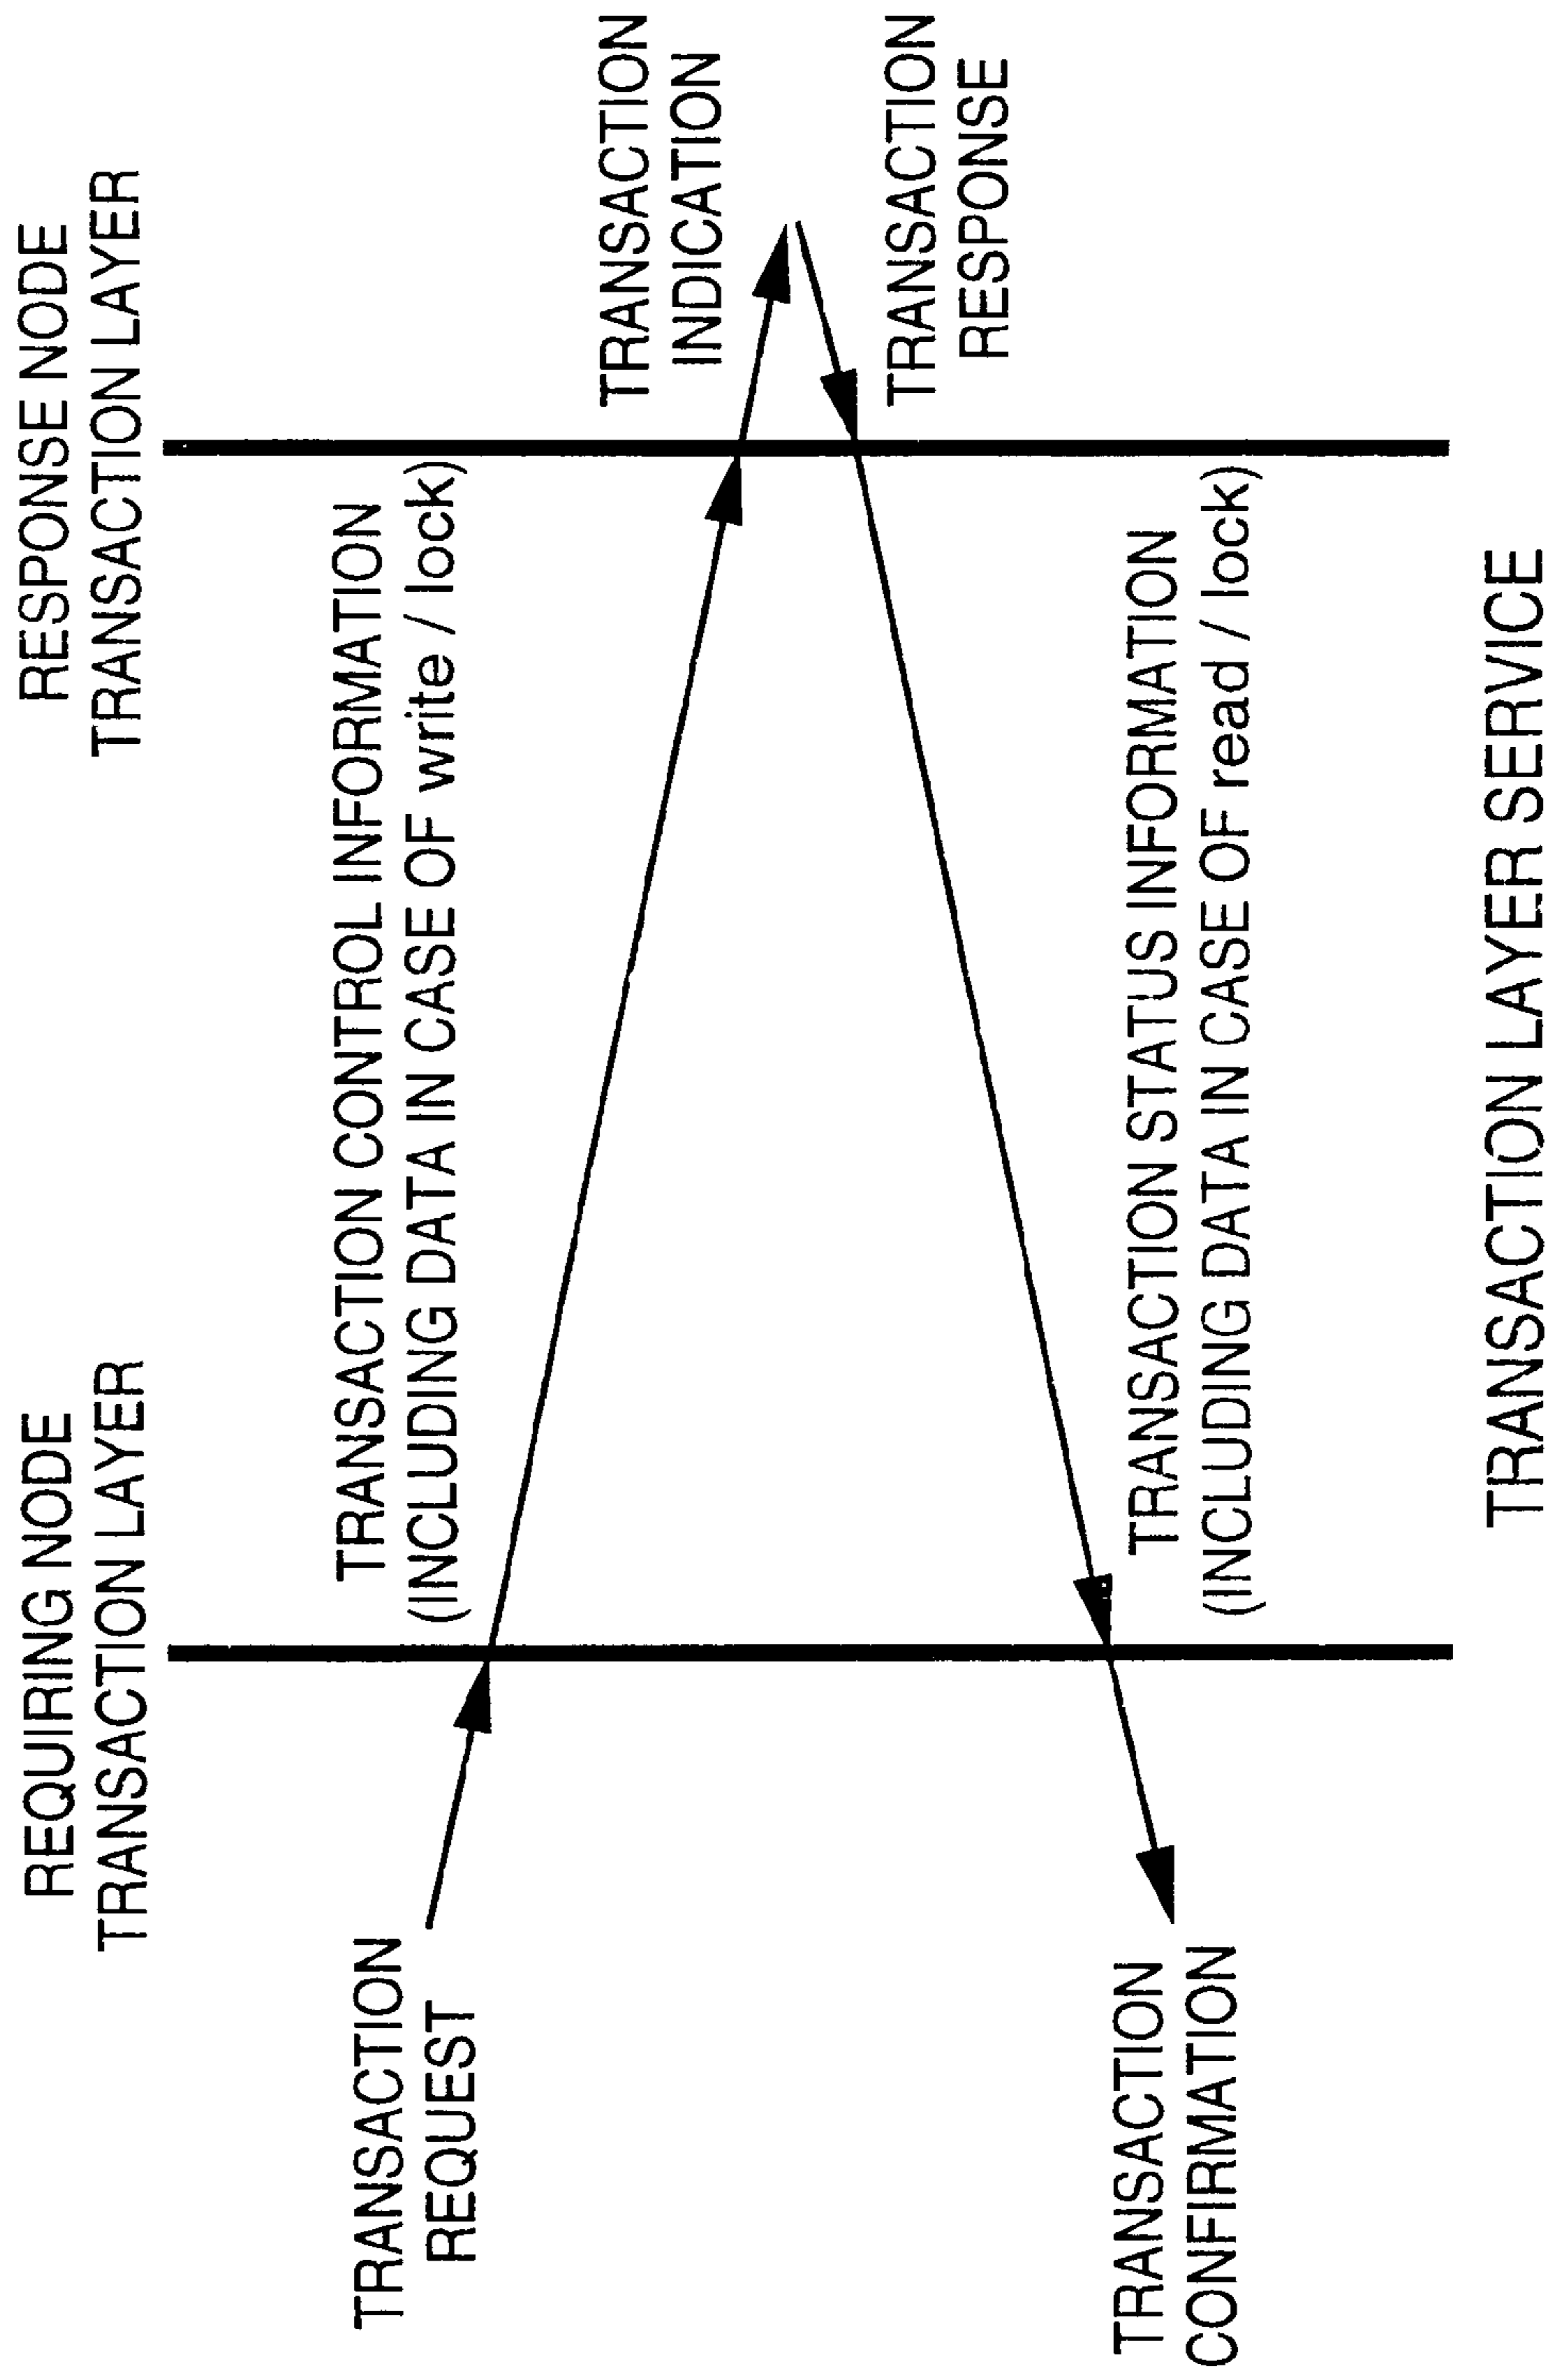 REQUIRING NODE
TRANSACTION LAYER
RESPONSE NODE
TRANSACTION LAYER
TRANSACTION
REQUEST
TRANSACTION CONTROL INFORMATION
(INCLUDING DATA IN CASE OF write / lock)
TRANSACTION
INDICATION
TRANSACTION
RESPONSE
TRANSACTION STATUS INFORMATION
(INCLUDING DATA IN CASE OF read / lock)
TRANSACTION
CONFIRMATION
TRANSACTION LAYER SERVICE